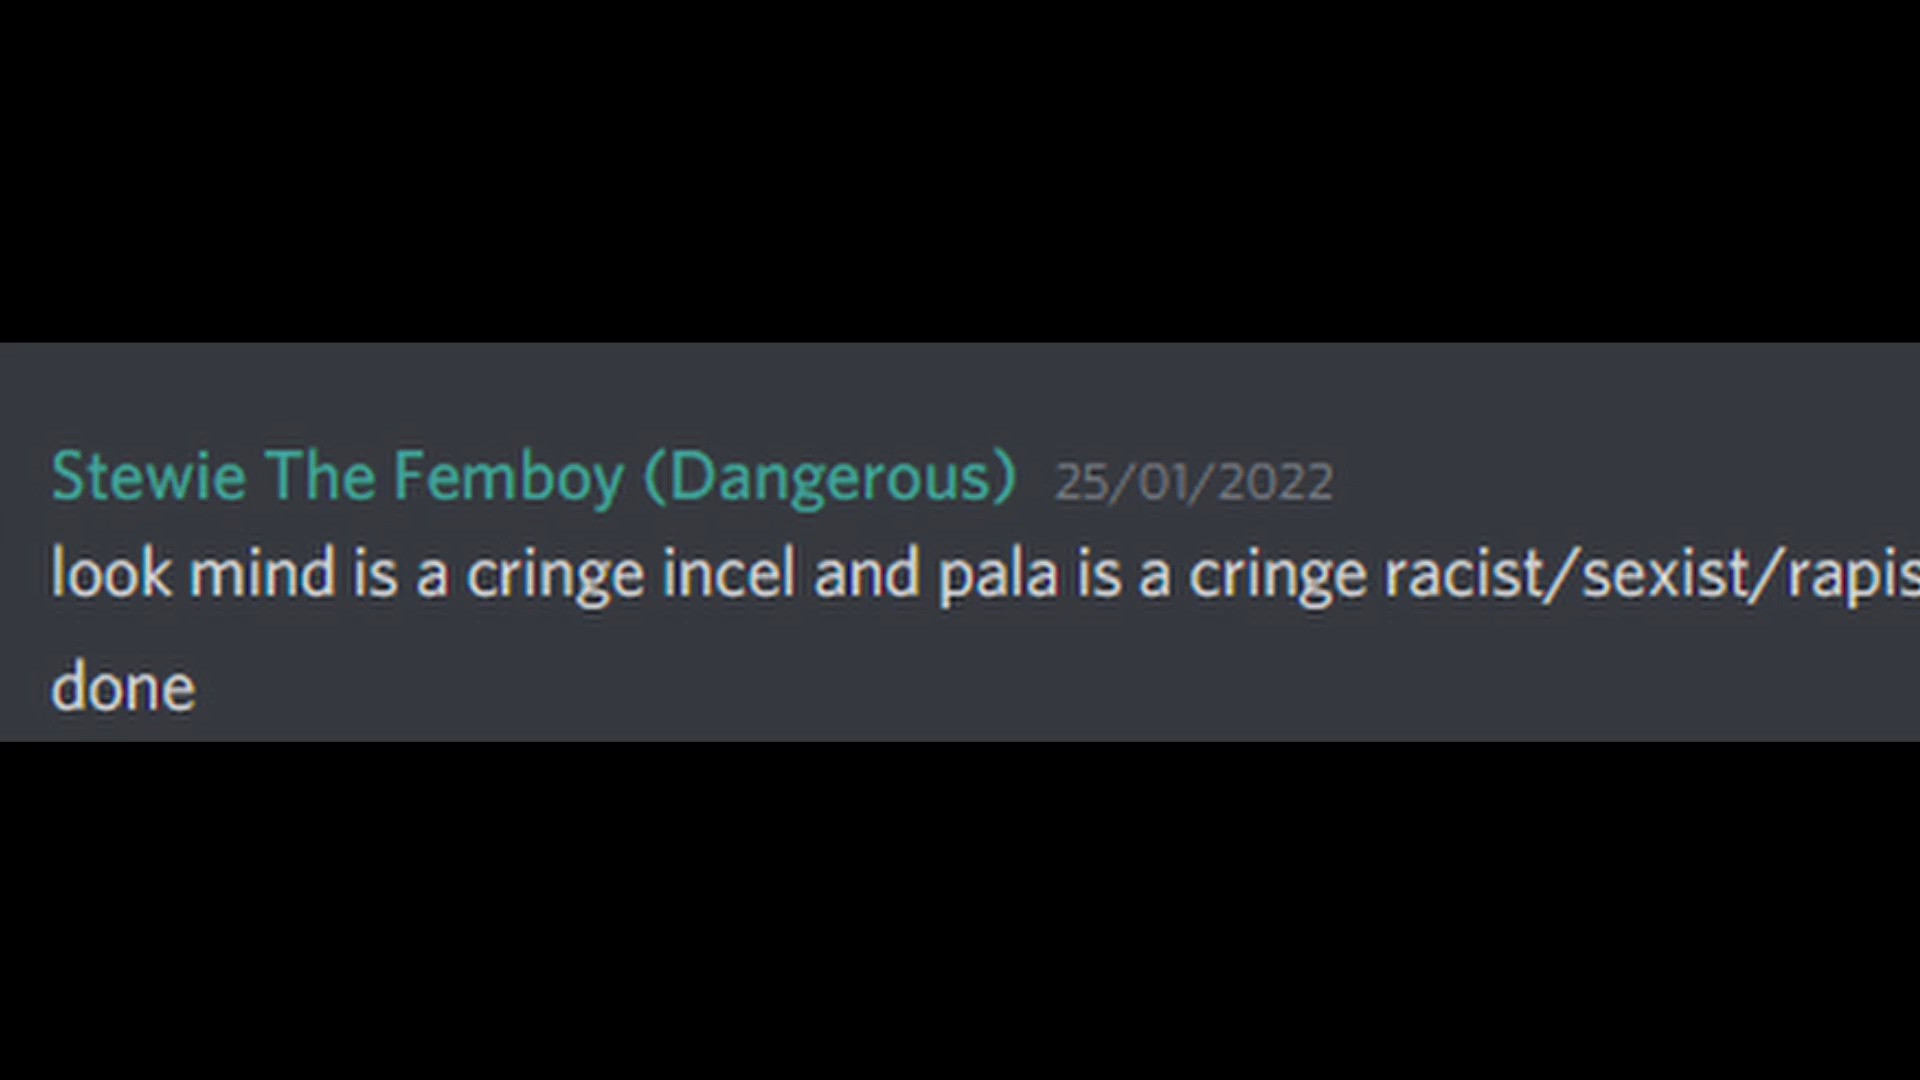 Stewie The Femboy (Dangerous) 25/01/2022
look mind is a cringe incel and pala is a cringe racist/sexist/rapis
done